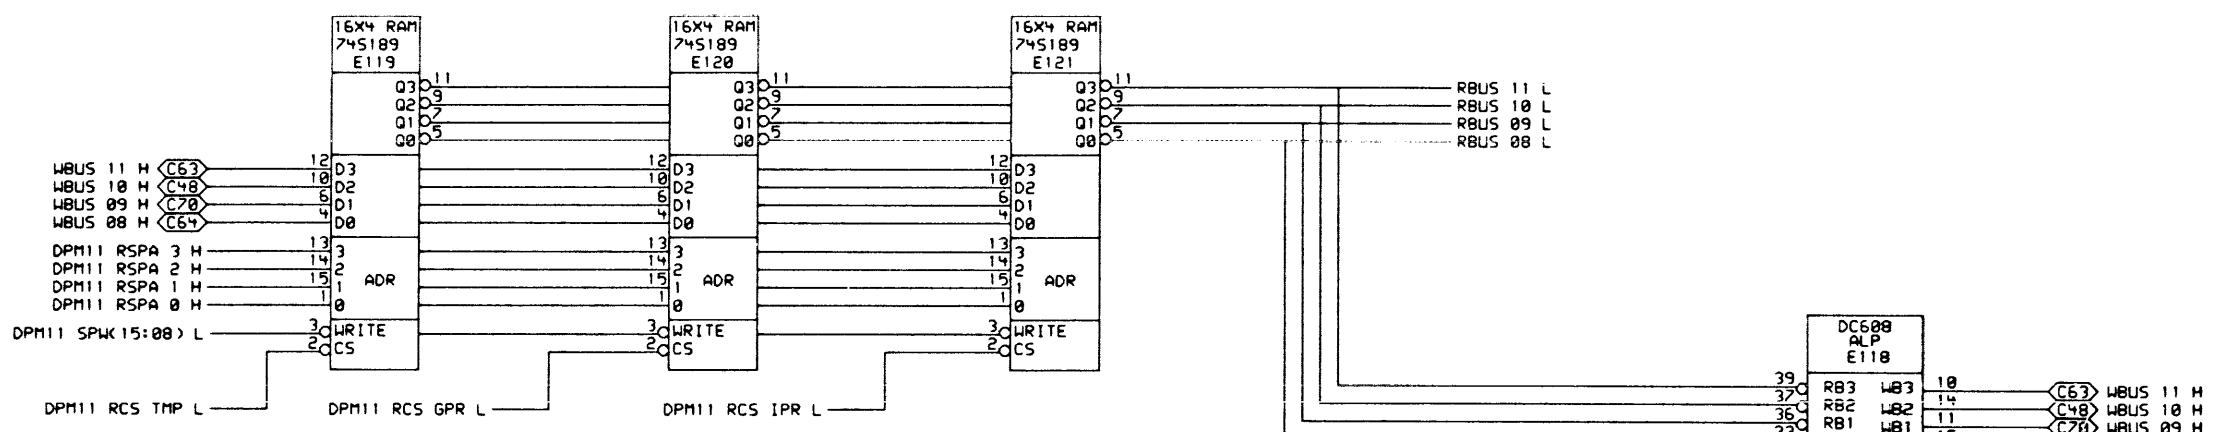 16X4 RAM 16X4 RAM 16X4 RAM
74S189 74S189 74S189
E119 E120 E121
Q3 11 Q3 11 Q3 11 RBUS 11 L
Q2 9 Q2 9 Q2 9 RBUS 10 L
Q1 7 Q1 7 Q1 7 RBUS 09 L
Q0 5 Q0 5 Q0 5 RBUS 08 L
WBUS 11 H C63 12 D3 12 D3 12 D3
WBUS 10 H C48 10 D2 10 D2 10 D2
WBUS 09 H C70 6 D1 6 D1 6 D1
WBUS 08 H C64 4 D0 4 D0 4 D0
DPM11 RSPA 3 H 13 3 13 3 13 3
DPM11 RSPA 2 H 14 2 14 2 14 2
ADR ADR ADR
DPM11 RSPA 1 H 15 1 15 1 15 1
DPM11 RSPA 0 H 1 0 1 0 1 0
DPM11 SPW(15:08) L 3 WRITE 3 WRITE 3 WRITE
2 CS 2 CS 2 CS
DC608
ALP
E118
DPM11 RCS TMP L DPM11 RCS GPR L DPM11 RCS IPR L
39 RB3 WB3 10 C63 WBUS 11 H
37 RB2 WB2 14 C48 WBUS 10 H
36 RB1 WB1 11 C70 WBUS 09 H